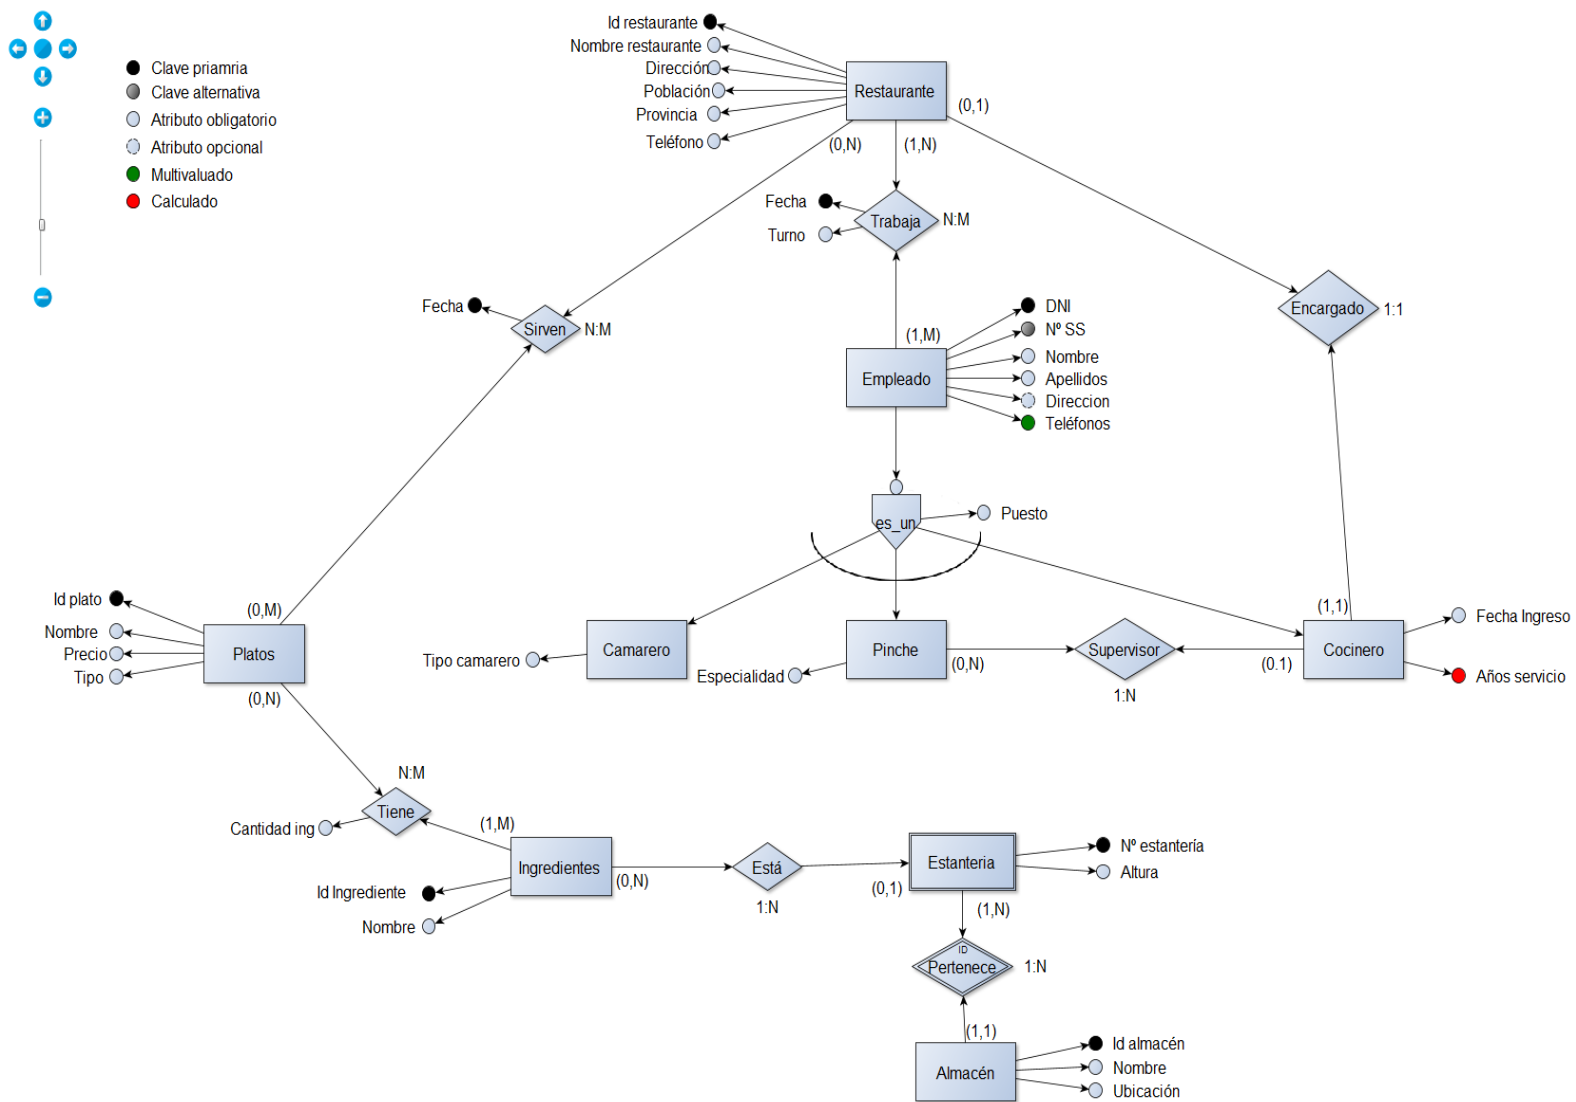 Clave priamria
Clave alternativa
Atributo obligatorio
Atributo opcional
Multivaluado
Calculado
Id restaurante
Nombre restaurante
Dirección
Población
Provincia
Teléfono
Restaurante
(0,1)
(0,N)
(1,N)
Fecha
Turno
Trabaja
N:M
Fecha
Sirven
N:M
Encargado
1:1
(1,M)
Empleado
DNI
Nº SS
Nombre
Apellidos
Direccion
Teléfonos
es_un
Puesto
Id plato
Nombre
Precio
Tipo
(0,M)
Platos
(0,N)
Tipo camarero
Camarero
Especialidad
Pinche
(0,N)
Supervisor
1:N
(0.1)
(1,1)
Cocinero
Fecha Ingreso
Años servicio
N:M
Tiene
Cantidad ing
(1,M)
Ingredientes
(0,N)
Id Ingrediente
Nombre
Está
1:N
Estanteria
(0,1)
(1,N)
Nº estantería
Altura
ID
Pertenece
1:N
(1,1)
Almacén
Id almacén
Nombre
Ubicación